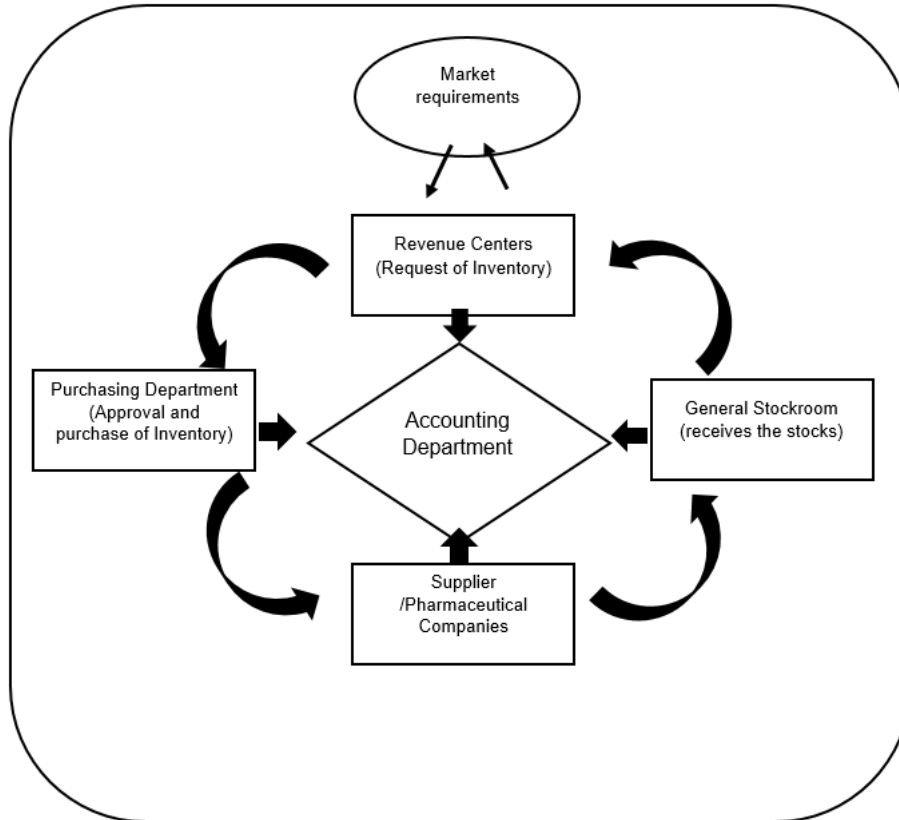 Market
requirements
Revenue Centers
(Request of Inventory)
Purchasing Department
(Approval and
purchase of Inventory)
Accounting
Department
General Stockroom
(receives the stocks)
Supplier
/Pharmaceutical
Companies